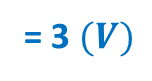 = 3 (V)